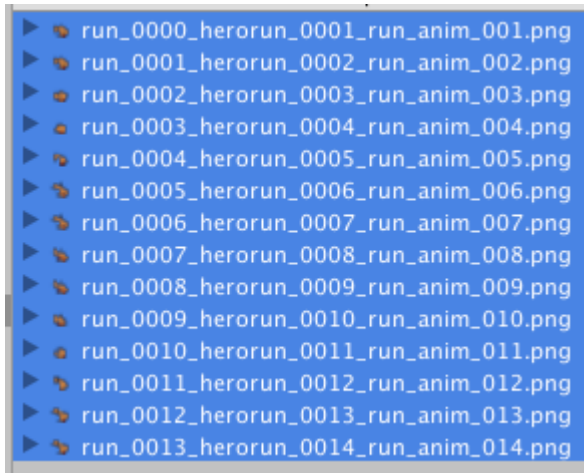 run_0000_herorun_0001_run_anim_001.png
run_0001_herorun_0002_run_anim_002.png
run_0002_herorun_0003_run_anim_003.png
run_0003_herorun_0004_run_anim_004.png
run_0004_herorun_0005_run_anim_005.png
run_0005_herorun_0006_run_anim_006.png
run_0006_herorun_0007_run_anim_007.png
run_0007_herorun_0008_run_anim_008.png
run_0008_herorun_0009_run_anim_009.png
run_0009_herorun_0010_run_anim_010.png
run_0010_herorun_0011_run_anim_011.png
run_0011_herorun_0012_run_anim_012.png
run_0012_herorun_0013_run_anim_013.png
run_0013_herorun_0014_run_anim_014.png